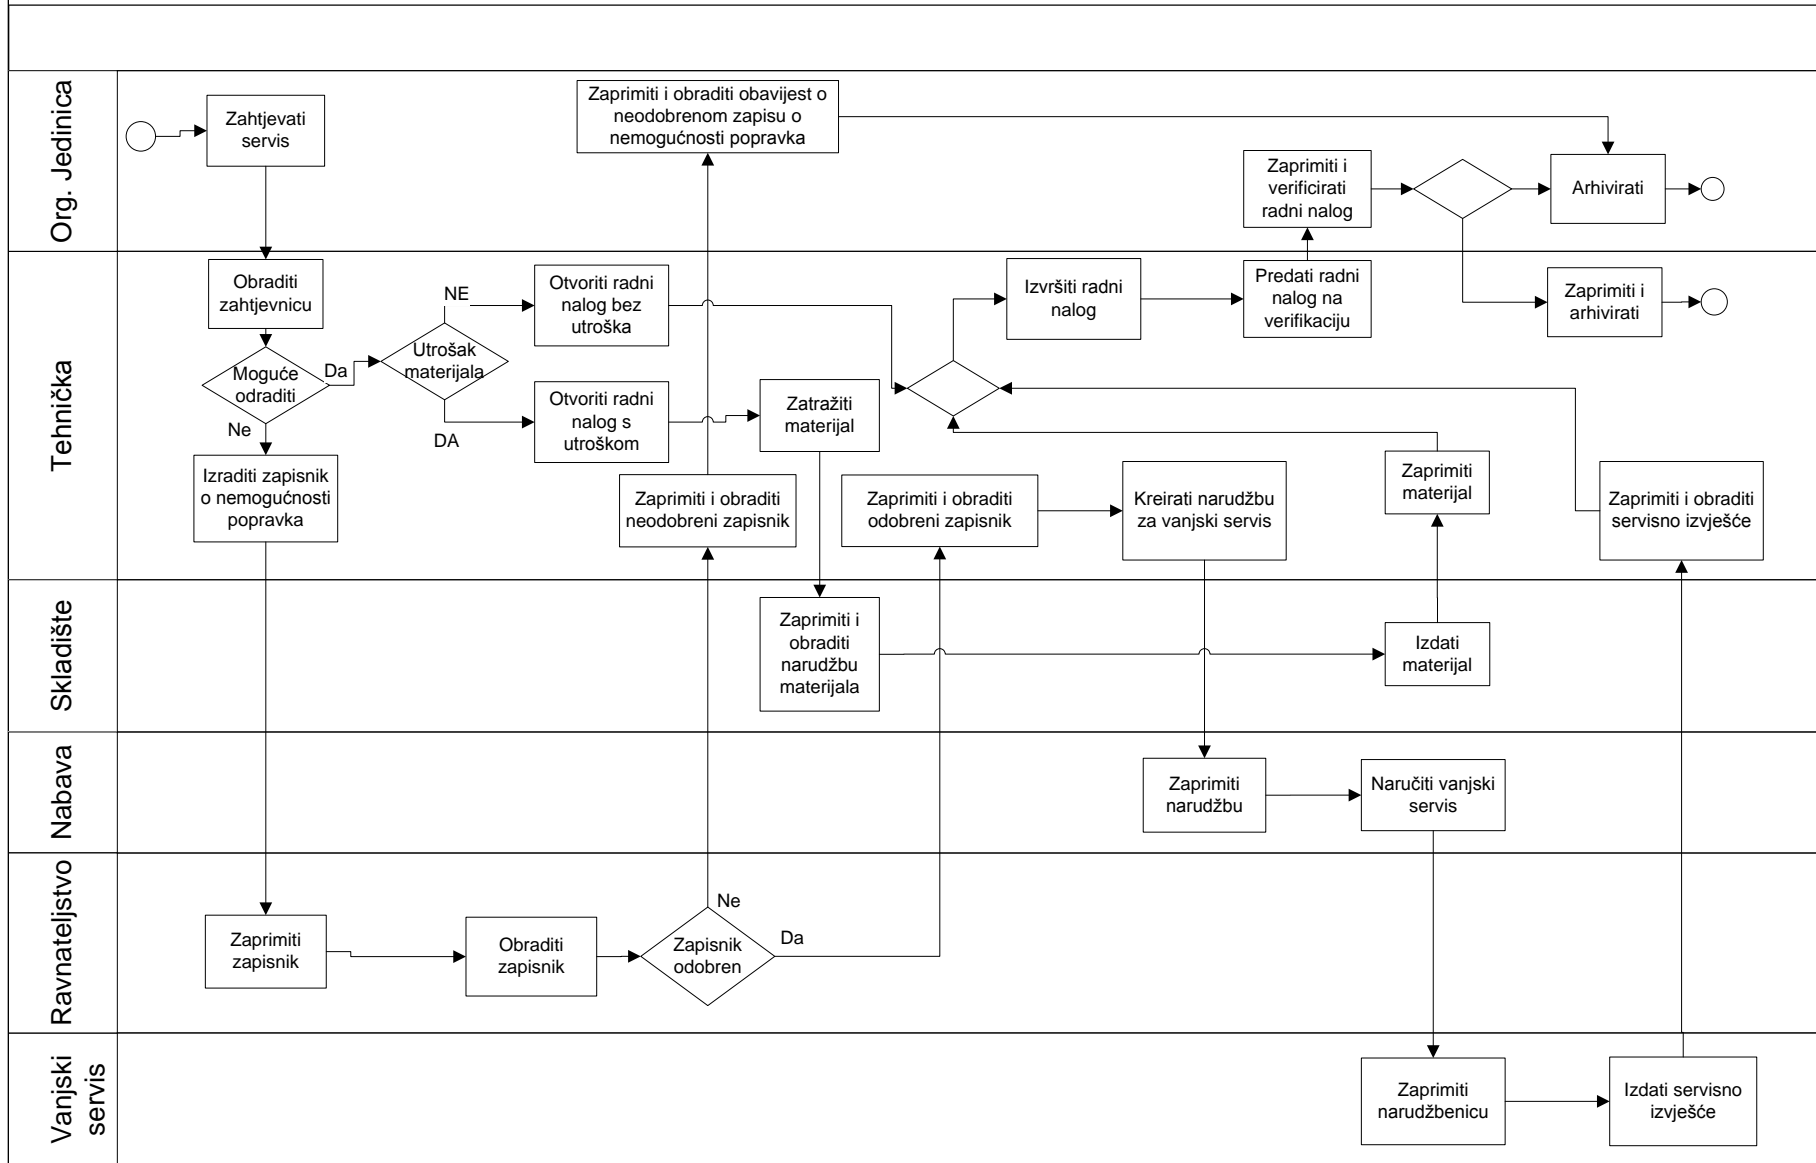 Org. Jedinica
Zahtjevati
servis
Zaprimiti i obraditi obavijest o
neodobrenom zapisu o
nemogućnosti popravka
Zaprimiti i
verificirati
radni nalog
Arhivirati
Tehnička
Obraditi
zahtjevnicu
Moguće
odraditi
Da
Ne
Utrošak
materijala
NE
DA
Otvoriti radni
nalog bez
utroška
Otvoriti radni
nalog s
utroškom
Zatražiti
materijal
Izvršiti radni
nalog
Predati radni
nalog na
verifikaciju
Zaprimiti i
arhivirati
Izraditi zapisnik
o nemogućnosti
popravka
Zaprimiti i obraditi
neodobreni zapisnik
Zaprimiti i obraditi
odobreni zapisnik
Kreirati narudžbu
za vanjski servis
Zaprimiti
materijal
Zaprimiti i obraditi
servisno izvješće
Skladište
Zaprimiti i
obraditi
narudžbu
materijala
Izdati
materijal
Nabava
Zaprimiti
narudžbu
Naručiti vanjski
servis
Ravnateljstvo
Zaprimiti
zapisnik
Obraditi
zapisnik
Zapisnik
odobren
Ne
Da
Vanjski
servis
Zaprimiti
narudžbenicu
Izdati servisno
izvješće